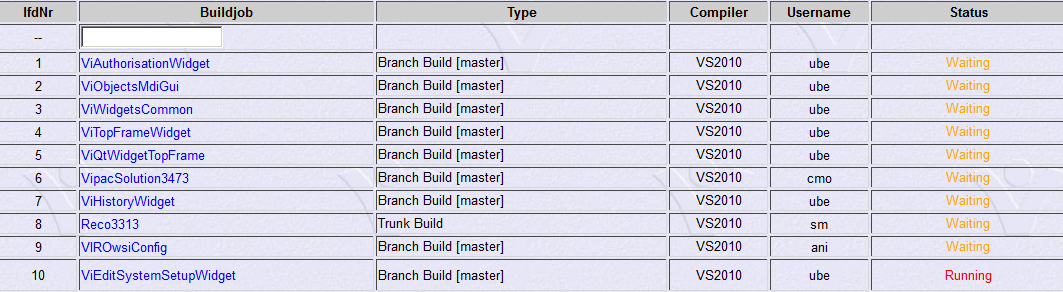 lfdNr Buildjob Type Compiler Username Status
--
1 ViAuthorisationWidget Branch Build [master] VS2010 ube Waiting
2 ViObjectsMdiGui Branch Build [master] VS2010 ube Waiting
3 ViWidgetsCommon Branch Build [master] VS2010 ube Waiting
4 ViTopFrameWidget Branch Build [master] VS2010 ube Waiting
5 ViQtWidgetTopFrame Branch Build [master] VS2010 ube Waiting
6 VipacSolution3473 Branch Build [master] VS2010 cmo Waiting
7 ViHistoryWidget Branch Build [master] VS2010 ube Waiting
8 Reco3313 Trunk Build VS2010 sm Waiting
9 VIROwsiConfig Branch Build [master] VS2010 ani Waiting
10 ViEditSystemSetupWidget Branch Build [master] VS2010 ube Running